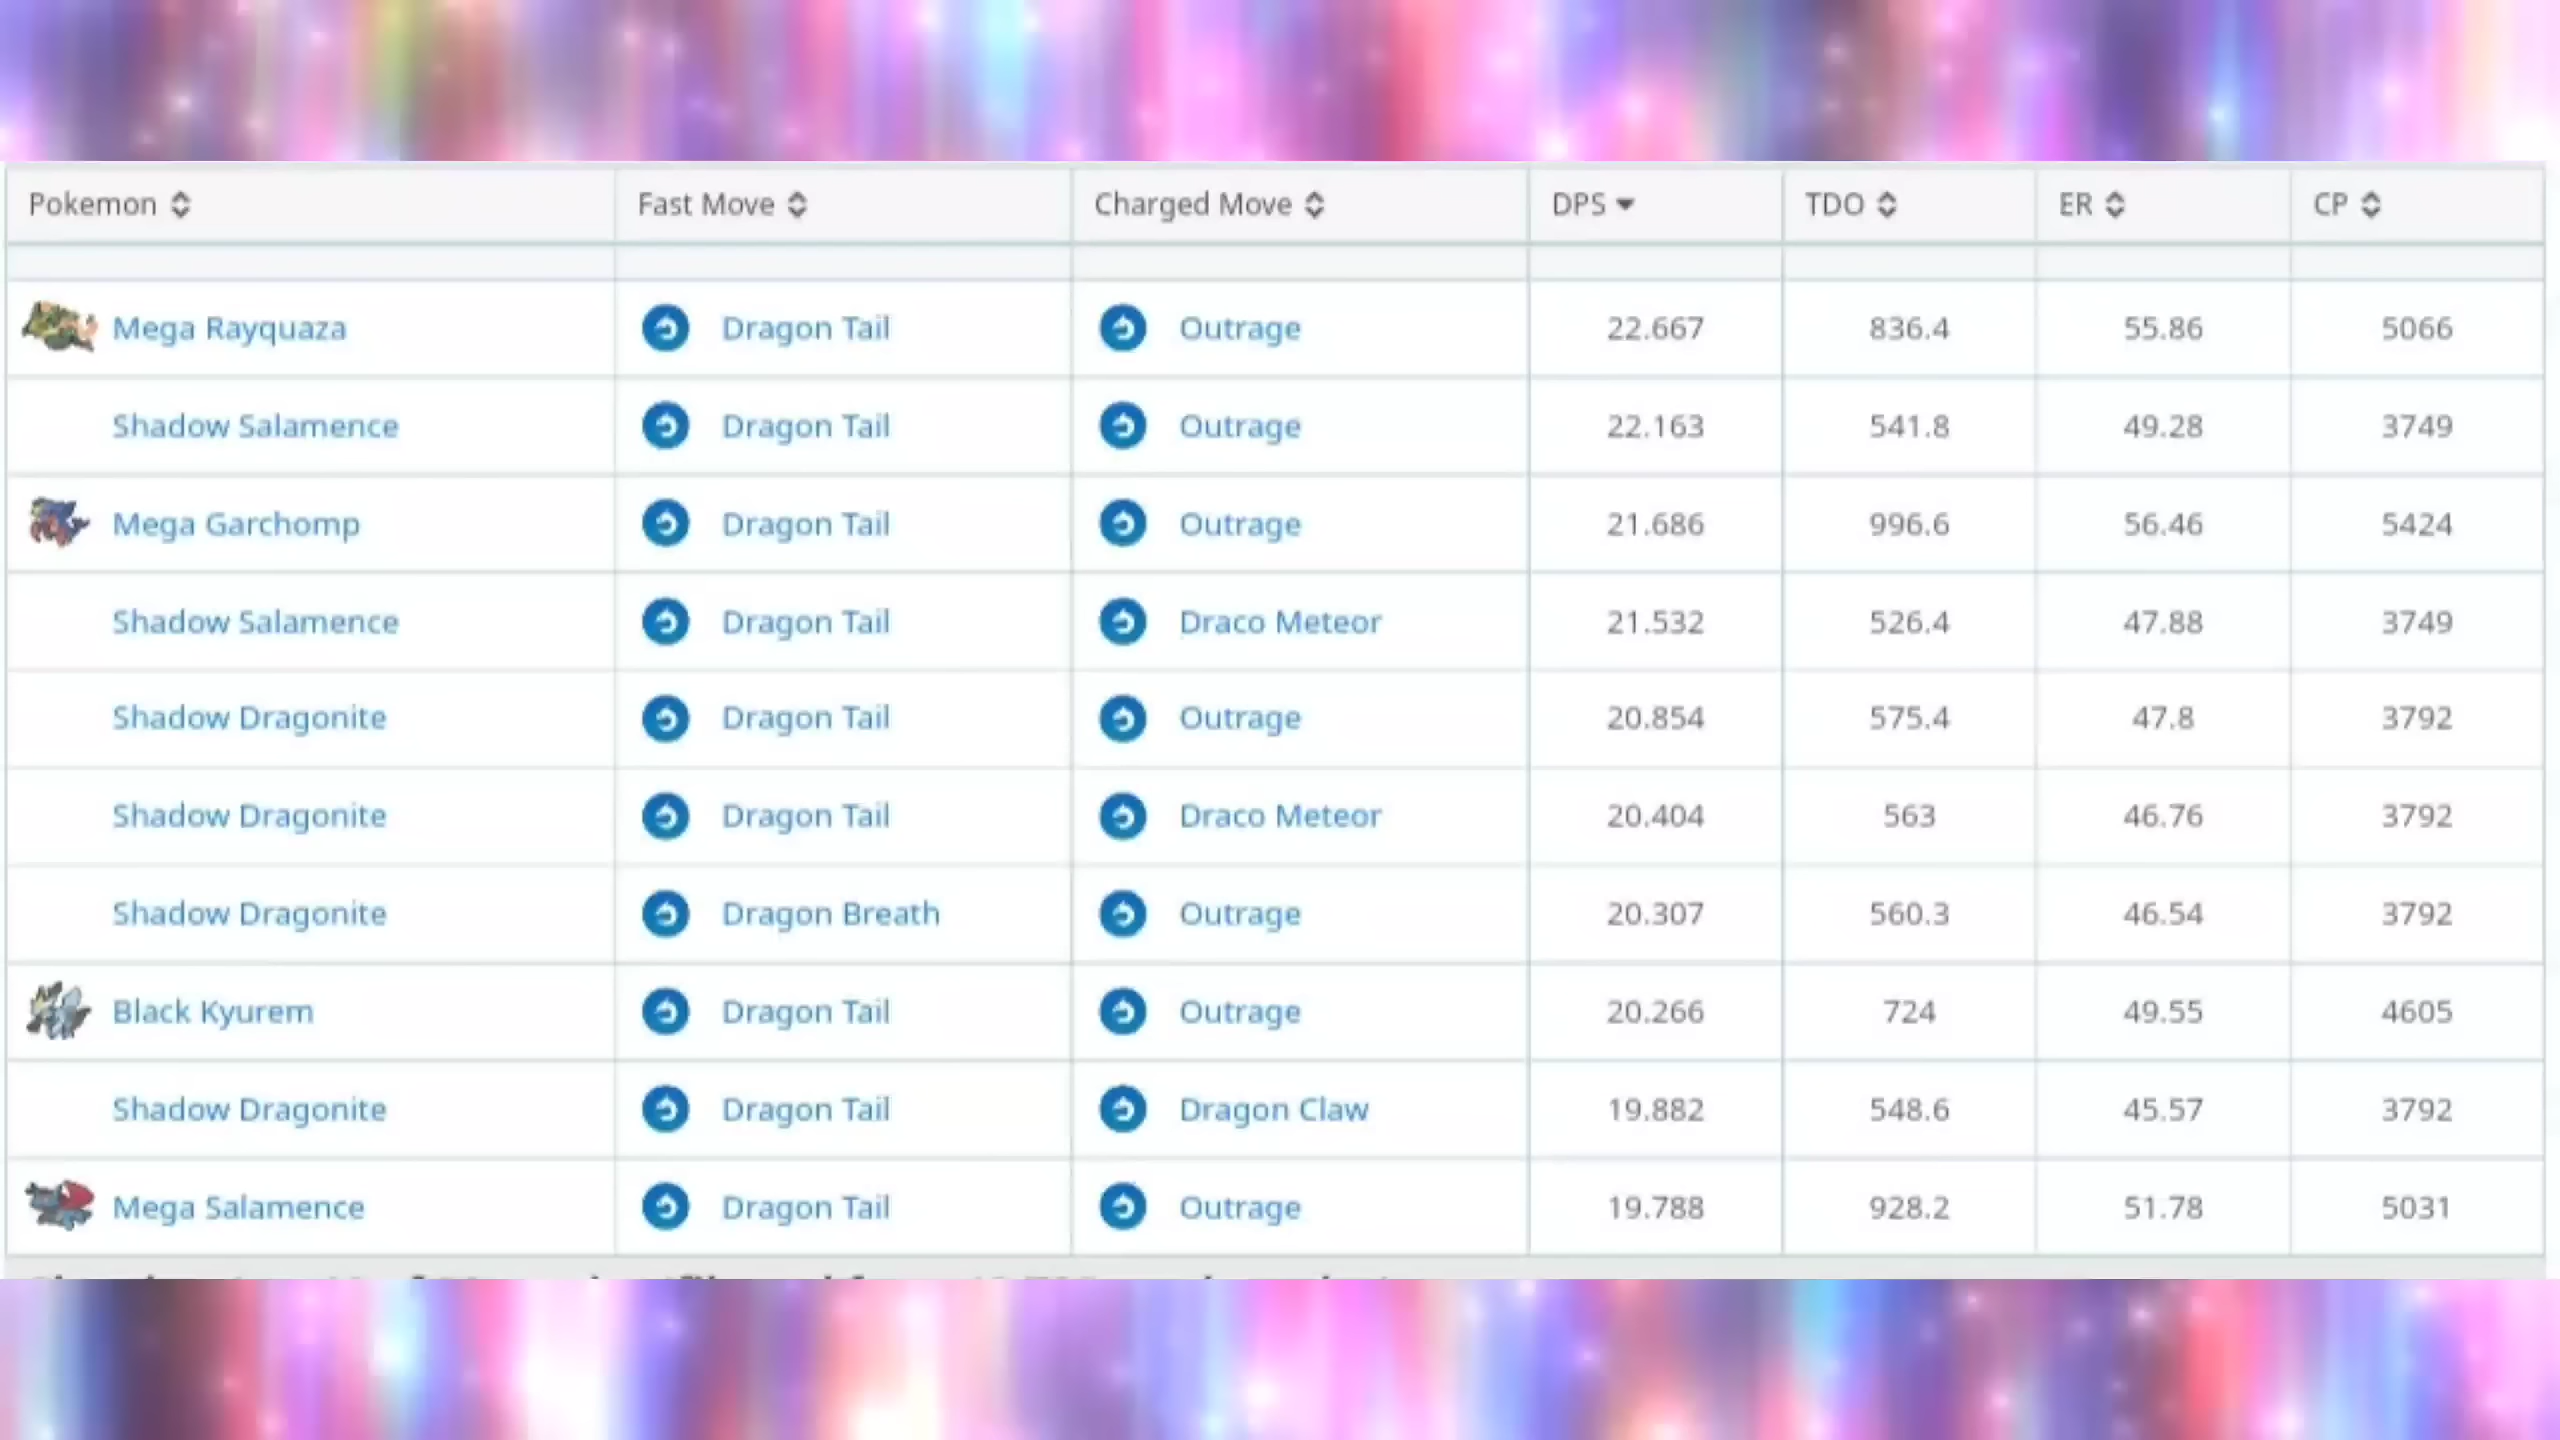 Pokemon Fast Move Charged Move DPS TDO ER CP
Mega Rayquaza Dragon Tail Outrage 22.667 836.4 55.86 5066
Shadow Salamence Dragon Tail Outrage 22.163 541.8 49.28 3749
Mega Garchomp Dragon Tail Outrage 21.686 996.6 56.46 5424
Shadow Salamence Dragon Tail Draco Meteor 21.532 526.4 47.88 3749
Shadow Dragonite Dragon Tail Outrage 20.854 575.4 47.8 3792
Shadow Dragonite Dragon Tail Draco Meteor 20.404 563 46.76 3792
Shadow Dragonite Dragon Breath Outrage 20.307 560.3 46.54 3792
Black Kyurem Dragon Tail Outrage 20.266 724 49.55 4605
Shadow Dragonite Dragon Tail Dragon Claw 19.882 548.6 45.57 3792
Mega Salamence Dragon Tail Outrage 19.788 928.2 51.78 5031